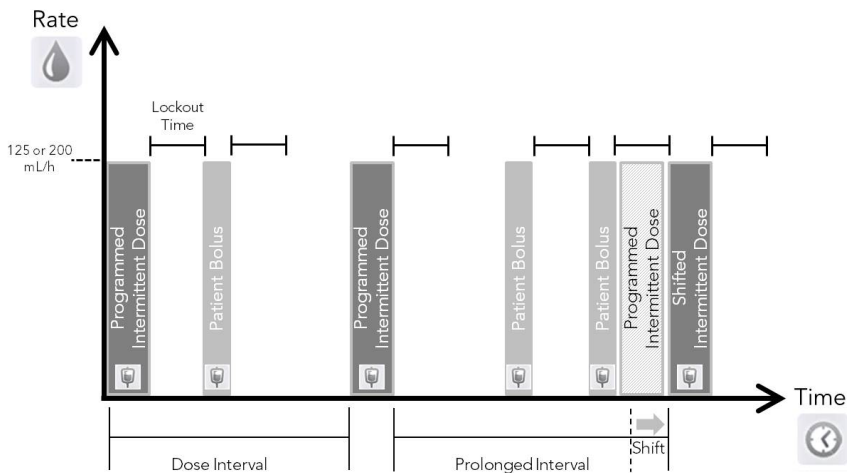 Rate
Lockout
Time
125 or 200
mL/h
Programmed
Intermittent Dose
Patient Bolus
Programmed
Intermittent Dose
Patient Bolus
Patient Bolus
Programmed
Intermittent Dose
Shifted
Intermittent Dose
Time
Shift
Dose Interval
Prolonged Interval